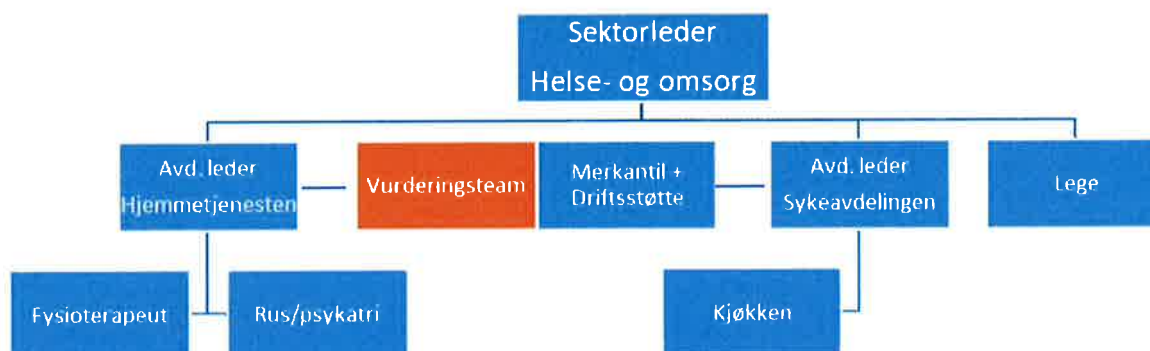 Sektorleder
Helse- og omsorg
Avd. leder
Hjemmetjenesten
Vurderingsteam
Merkantil +
Driftsstøtte
Avd. leder
Sykeavdelingen
Lege
Fysioterapeut
Rus/psykatri
Kjøkken